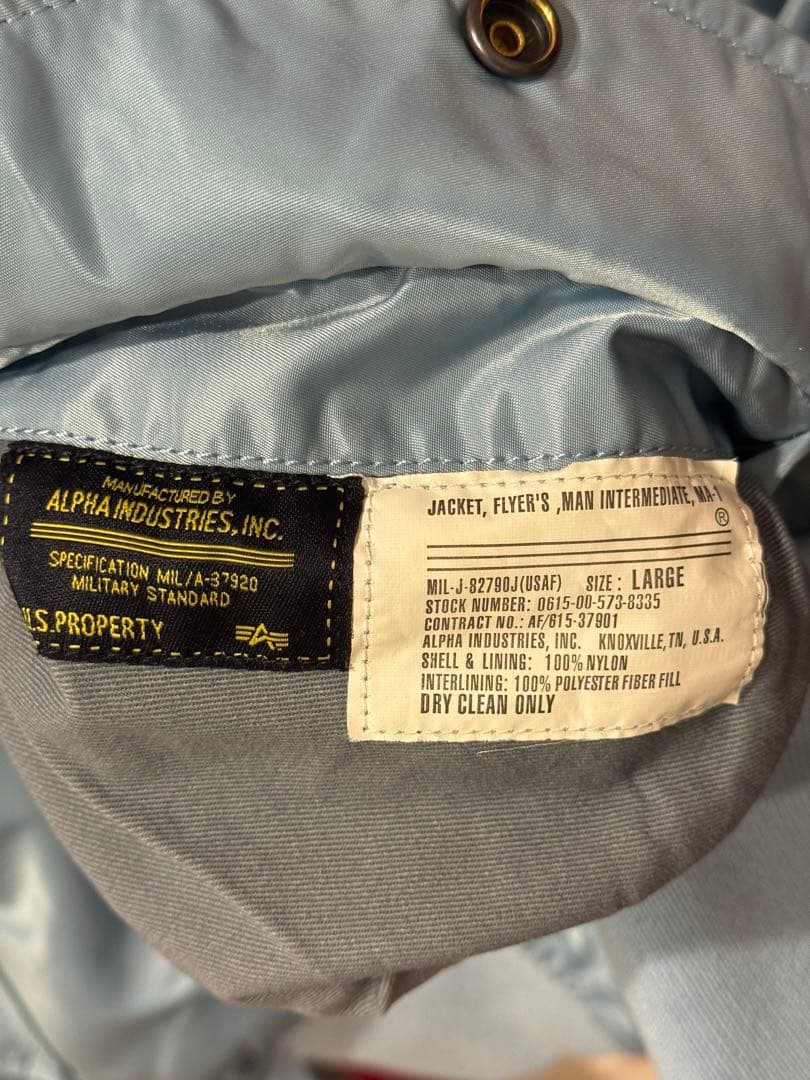 MANUFACTURED BY
ALPHA INDUSTRIES, INC.
SPECIFICATION MIL/A-37920
MILITARY STANDARD
U.S. PROPERTY
JACKET, FLYER'S ,MAN INTERMEDIATE, MA-1
®
MIL-J-82790J(USAF) SIZE: LARGE
STOCK NUMBER: 0615-00-573-8335
CONTRACT NO.: AF/615-37901
ALPHA INDUSTRIES, INC. KNOXVILLE, TN, U.S.A.
SHELL & LINING: 100% NYLON
INTERLINING: 100% POLYESTER FIBER FILL
DRY CLEAN ONLY